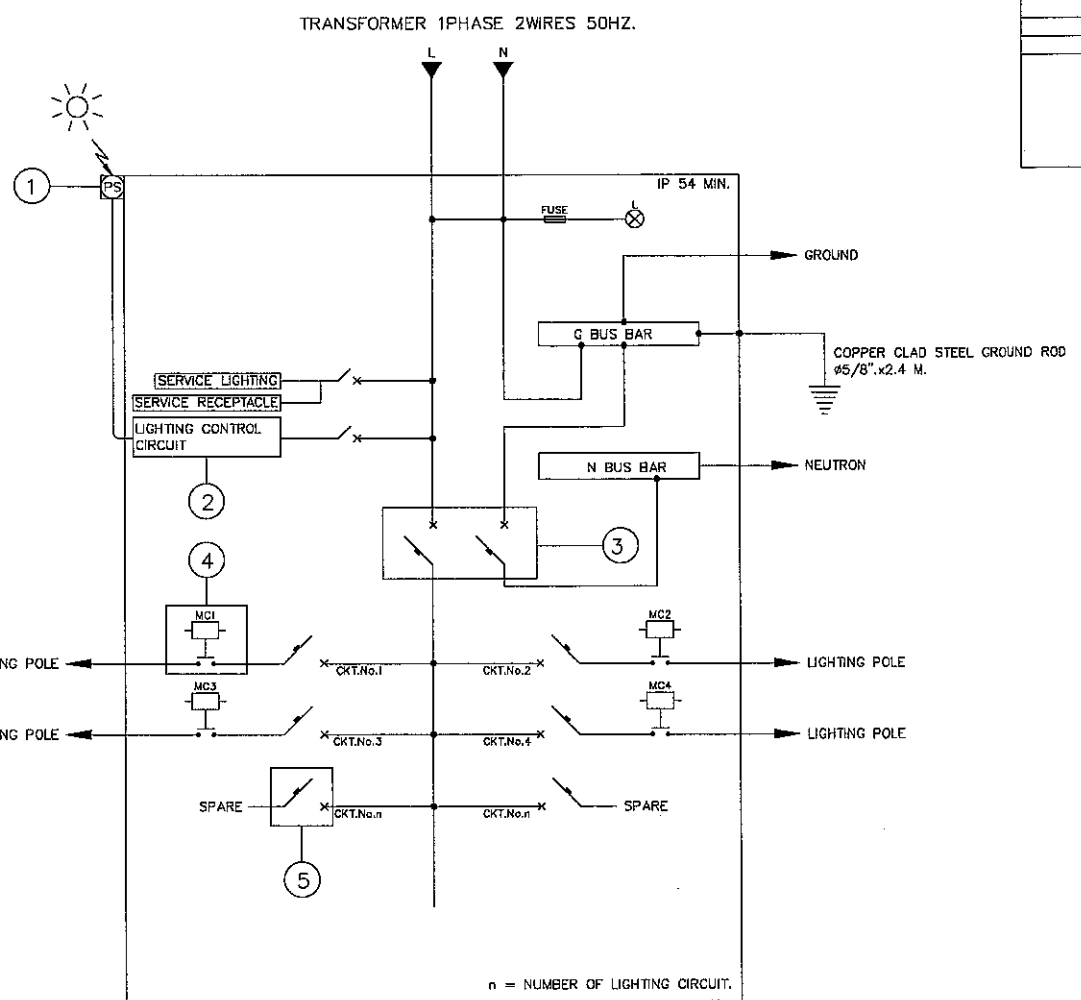 TRANSFORMER 1PHASE 2WIRES 50HZ.
L N
1
PS
IP 54 MIN.
FUSE
L
GROUND
G BUS BAR
COPPER CLAD STEEL GROUND ROD
ø5/8".x2.4 M.
SERVICE LIGHTING
SERVICE RECEPTACLE
LIGHTING CONTROL
CIRCUIT
N BUS BAR
NEUTRON
2
3
4
MC1
MC2
NG POLE
CKT.No.1
CKT.No.2
LIGHTING POLE
MC3
MC4
NG POLE
CKT.No.3
CKT.No.4
LIGHTING POLE
SPARE
CKT.No.n
CKT.No.n
SPARE
5
n = NUMBER OF LIGHTING CIRCUIT.